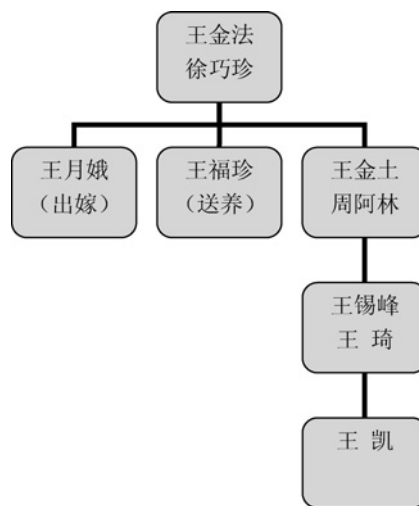 王金法
徐巧珍
王月娥
（出嫁）
王福珍
（送养）
王金土
周阿林
王锡峰
王 琦
王 凯